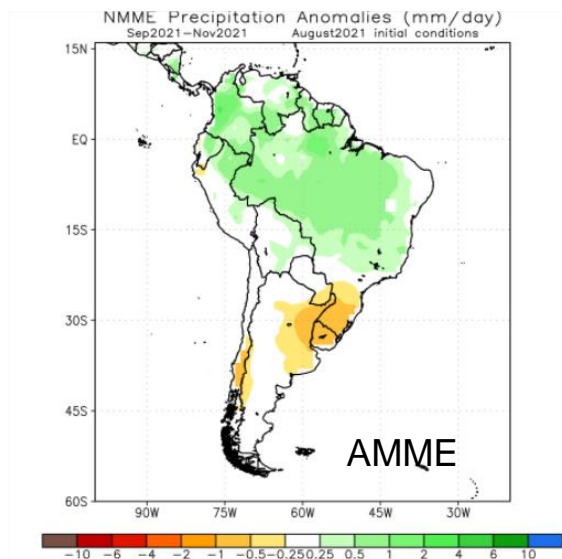 NMME Precipitation Anomalies (mm/day)
Sep2021–Nov2021 August2021 initial conditions
15N
EQ
15S
30S
45S
60S
AMME
90W 75W 60W 45W 30W
−10 −6 −4 −2 −1 −0.5 −0.25 0.25 0.5 1 2 4 6 10